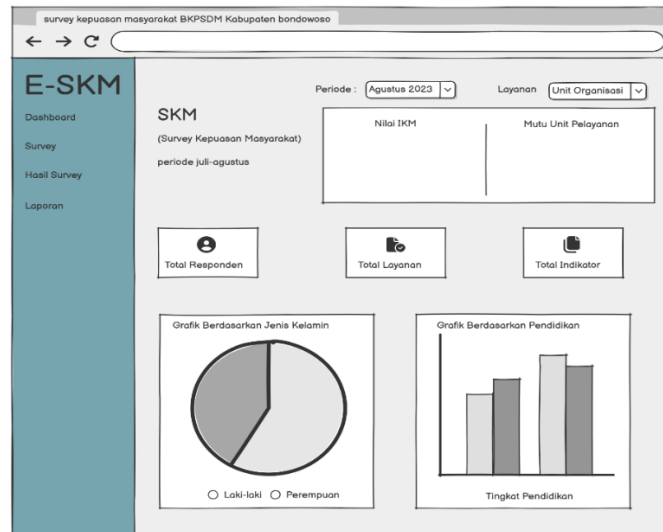 survey kepuasan masyarakat BKPSDM Kabupaten bondowoso
E-SKM
Dashboard
Survey
Hasil Survey
Laporan
Periode : Agustus 2023
Layanan Unit Organisasi
SKM
(Survey Kepuasan Masyarakat)
periode juli-agustus
Nilai IKM
Mutu Unit Pelayanan
Total Responden
Total Layanan
Total Indikator
Grafik Berdasarkan Jenis Kelamin
Laki-laki Perempuan
Grafik Berdasarkan Pendidikan
Tingkat Pendidikan